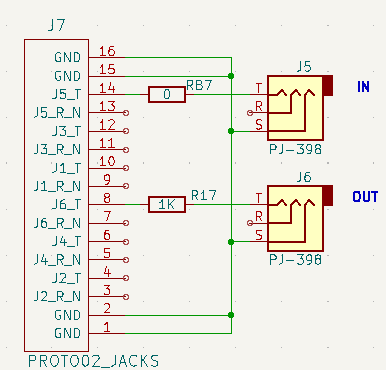 J7
GND 16
GND 15
J5_T 14
J5_R_N 13
J3_T 12
J3_R_N 11
J1_T 10
J1_R_N 9
J6_T 8
J6_R_N 7
J4_T 6
J4_R_N 5
J2_T 4
J2_R_N 3
GND 2
GND 1
PROTO02_JACKS
0 RB7
1K R17
J5
T
R
S
PJ-398
IN
J6
T
R
S
PJ-398
OUT